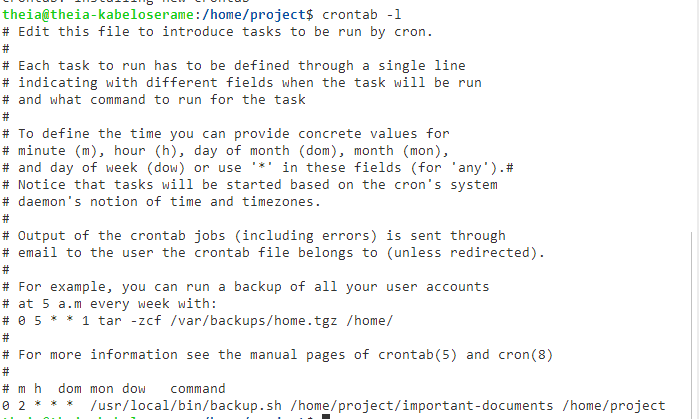 crontab: installing new crontab
theia@theia-kabeloserame:/home/project$ crontab -l
# Edit this file to introduce tasks to be run by cron.
#
# Each task to run has to be defined through a single line
# indicating with different fields when the task will be run
# and what command to run for the task
#
# To define the time you can provide concrete values for
# minute (m), hour (h), day of month (dom), month (mon),
# and day of week (dow) or use '*' in these fields (for 'any').#
# Notice that tasks will be started based on the cron's system
# daemon's notion of time and timezones.
#
# Output of the crontab jobs (including errors) is sent through
# email to the user the crontab file belongs to (unless redirected).
#
# For example, you can run a backup of all your user accounts
# at 5 a.m every week with:
# 0 5 * * 1 tar -zcf /var/backups/home.tgz /home/
#
# For more information see the manual pages of crontab(5) and cron(8)
#
# m h  dom mon dow   command
0 2 * * *  /usr/local/bin/backup.sh /home/project/important-documents /home/project